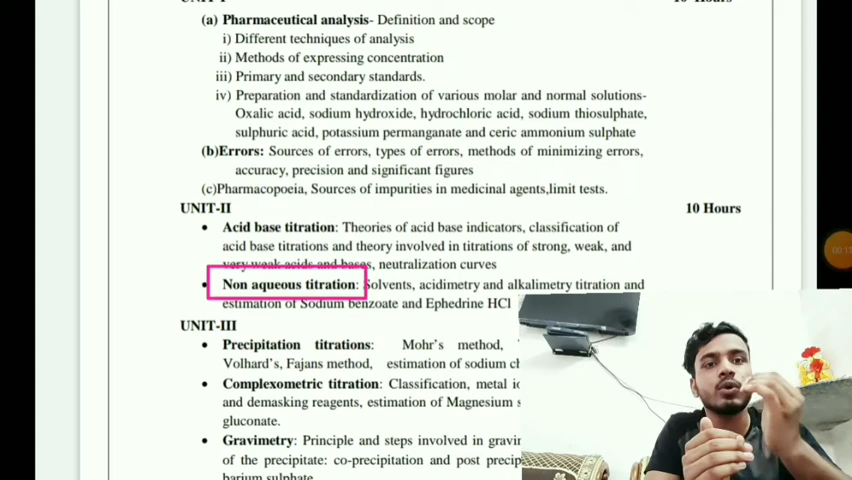 (a) Pharmaceutical analysis- Definition and scope
i) Different techniques of analysis
ii) Methods of expressing concentration
iii) Primary and secondary standards.
iv) Preparation and standardization of various molar and normal solutions-
Oxalic acid, sodium hydroxide, hydrochloric acid, sodium thiosulphate,
sulphuric acid, potassium permanganate and ceric ammonium sulphate
(b)Errors: Sources of errors, types of errors, methods of minimizing errors,
accuracy, precision and significant figures
(c)Pharmacopoeia, Sources of impurities in medicinal agents,limit tests.
UNIT-II 10 Hours
• Acid base titration: Theories of acid base indicators, classification of
acid base titrations and theory involved in titrations of strong, weak, and
very weak acids and bases, neutralization curves
• Non aqueous titration: Solvents, acidimetry and alkalimetry titration and
estimation of Sodium benzoate and Ephedrine HCl
UNIT-III
• Precipitation titrations: Mohr's method,
Volhard's, Fajans method, estimation of sodium
• Complexometric titration: Classification, metal
and demasking reagents, estimation of Magnesium
gluconate.
• Gravimetry: Principle and steps involved in
of the precipitate: co-precipitation and post
barium sulphate.